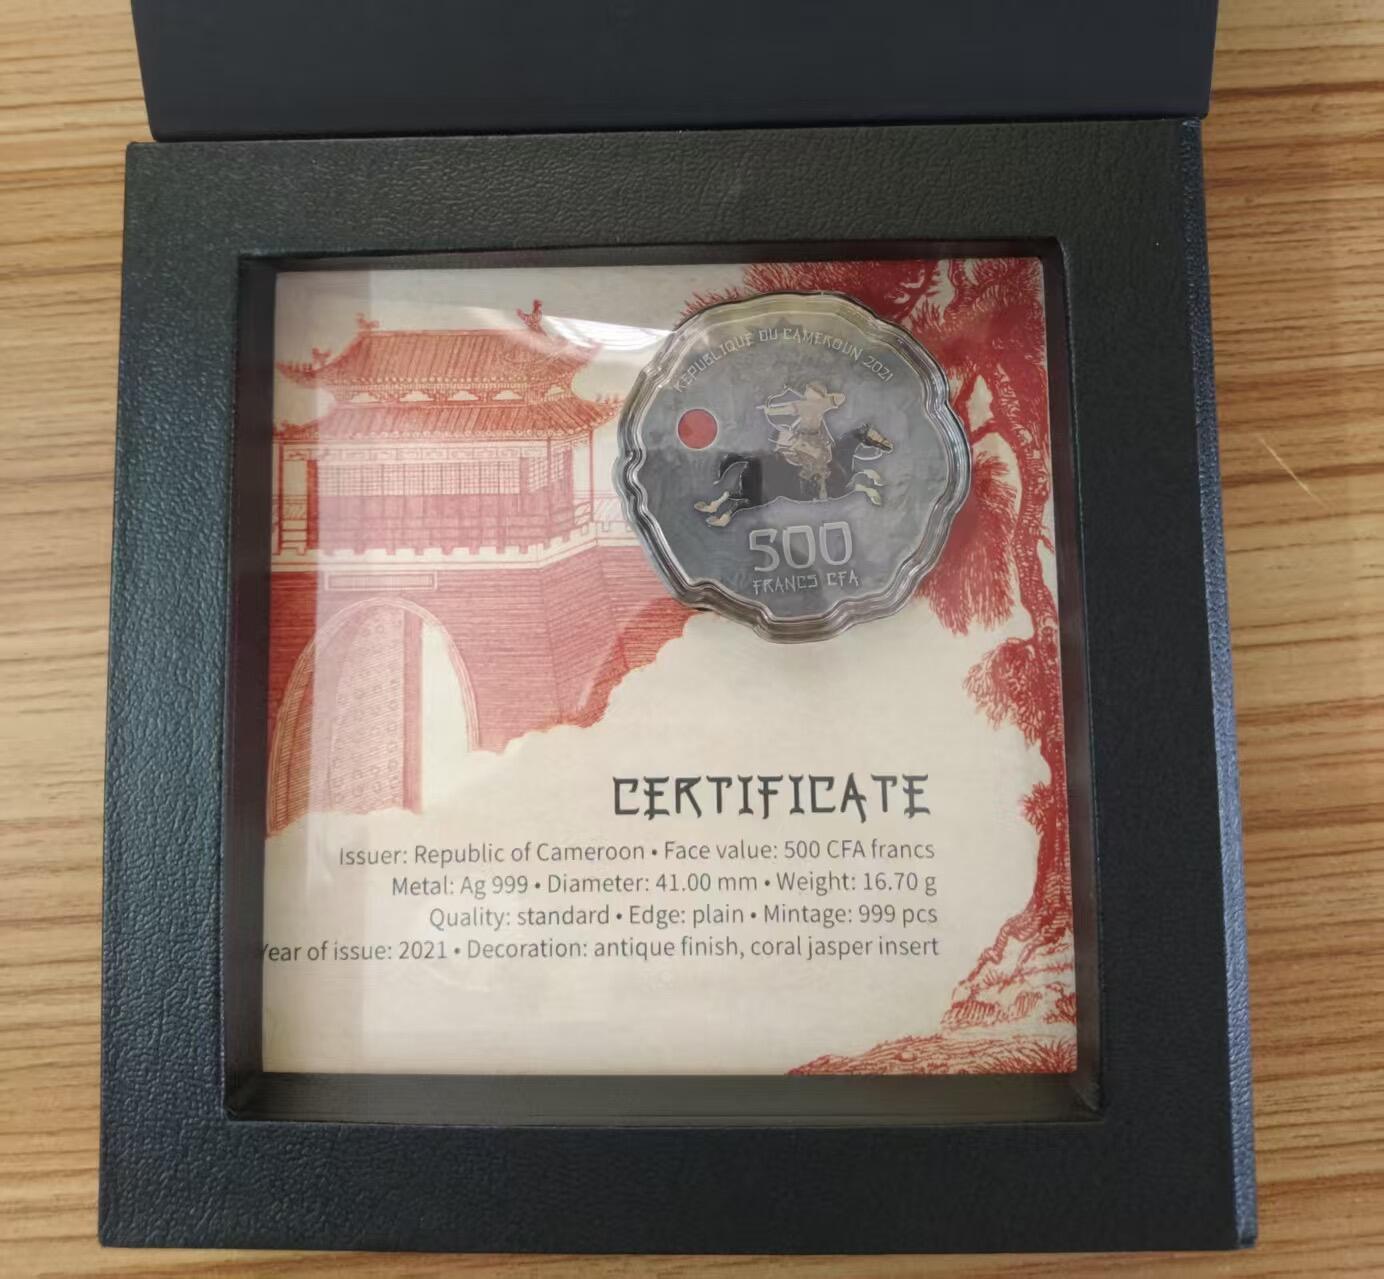 REPUBLIQUE DU CAMEROUN 2021
500
FRANCS CFA
CERTIFICATE
Issuer: Republic of Cameroon • Face value: 500 CFA francs
Metal: Ag 999 • Diameter: 41.00 mm • Weight: 16.70 g
Quality: standard • Edge: plain • Mintage: 999 pcs
Year of issue: 2021 • Decoration: antique finish, coral jasper insert